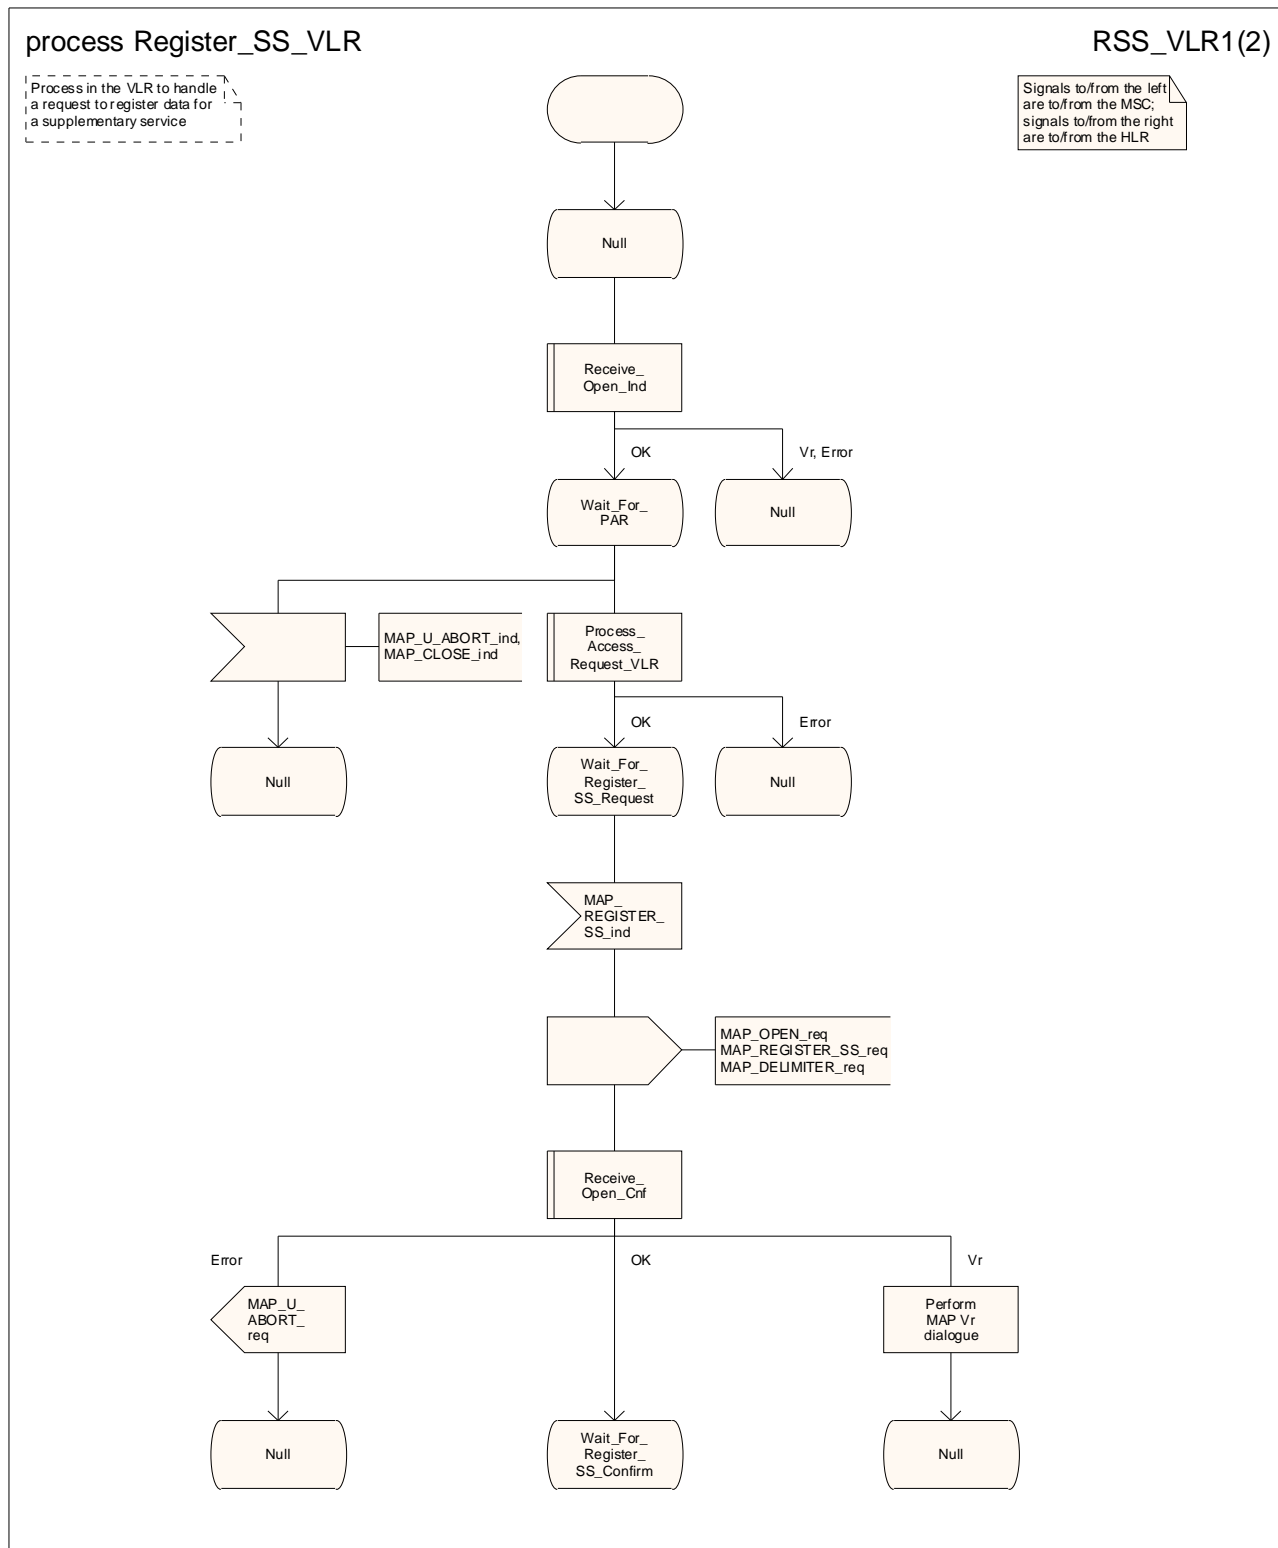 process Register_SS_VLR
RSS_VLR1(2)
Process in the VLR to handle
a request to register data for
a supplementary service
Signals to/from the left
are to/from the MSC;
signals to/from the right
are to/from the HLR
Null
Receive_
Open_Ind
OK
Vr, Error
Wait_For_
PAR
Null
MAP_U_ABORT_ind,
MAP_CLOSE_ind
Process_
Access_
Request_VLR
OK
Error
Null
Wait_For_
Register_
SS_Request
Null
MAP_
REGISTER_
SS_ind
MAP_OPEN_req
MAP_REGISTER_SS_req
MAP_DELIMITER_req
Receive_
Open_Cnf
Error
OK
Vr
MAP_U_
ABORT_
req
Perform
MAP Vr
dialogue
Null
Wait_For_
Register_
SS_Confirm
Null